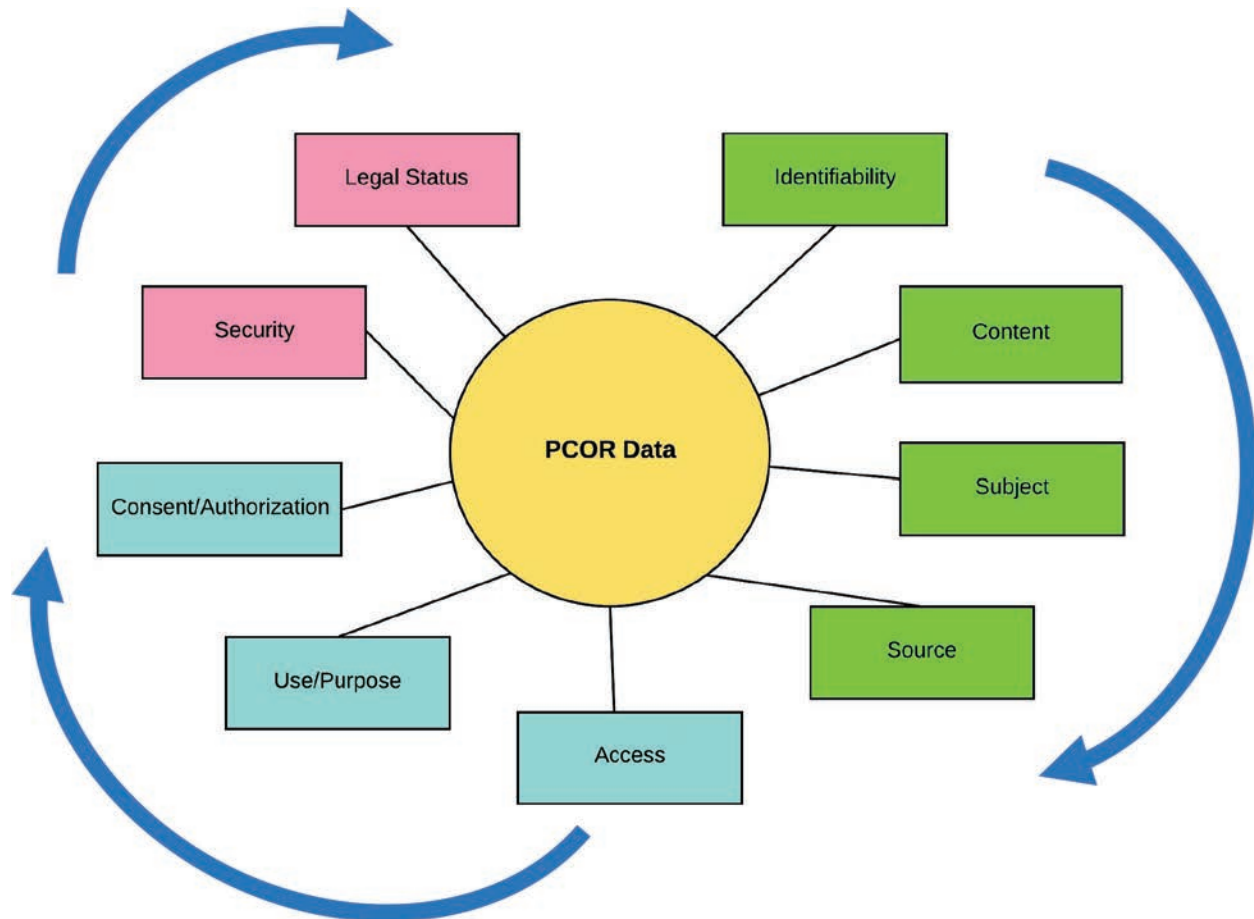 Legal Status
Identifiability
Security
Content
PCOR Data
Subject
Consent/Authorization
Source
Use/Purpose
Access